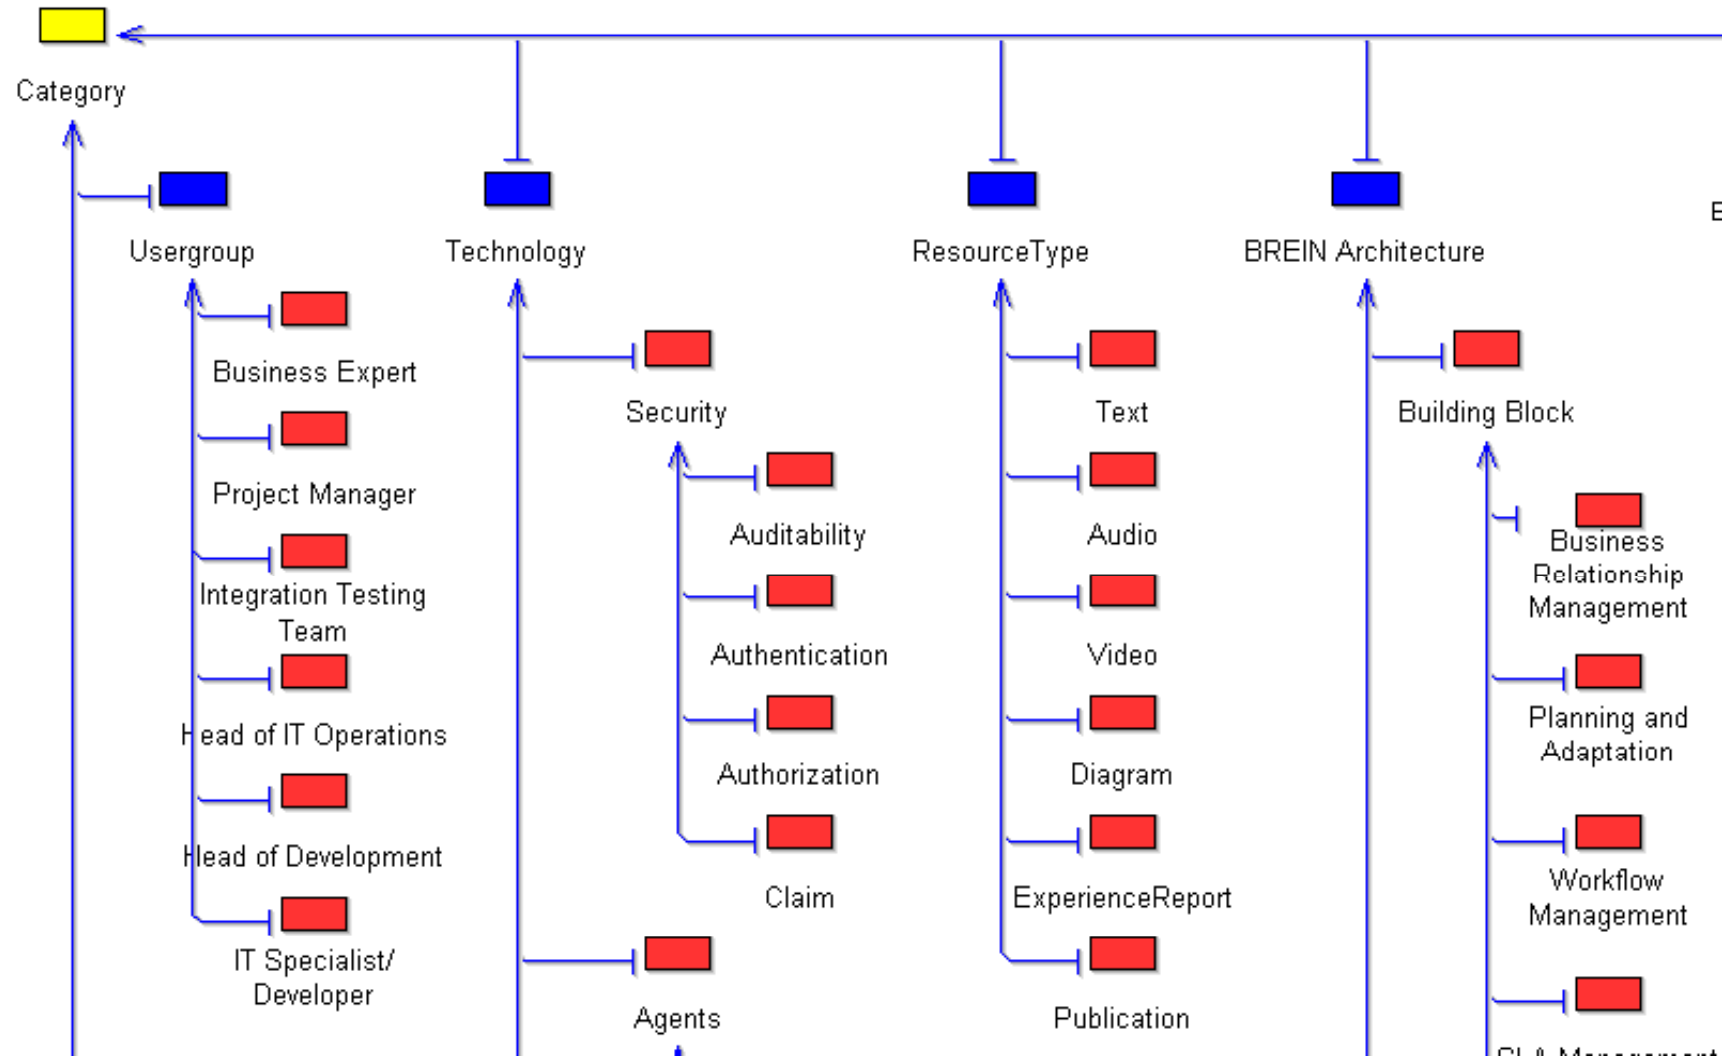 Category
Usergroup
Business Expert
Project Manager
Integration Testing
Team
Head of IT Operations
Head of Development
IT Specialist/
Developer
Technology
Security
Auditability
Authentication
Authorization
Claim
Agents
ResourceType
Text
Audio
Video
Diagram
ExperienceReport
Publication
BREIN Architecture
Building Block
Business
Relationship
Management
Planning and
Adaptation
Workflow
Management
SLA Management